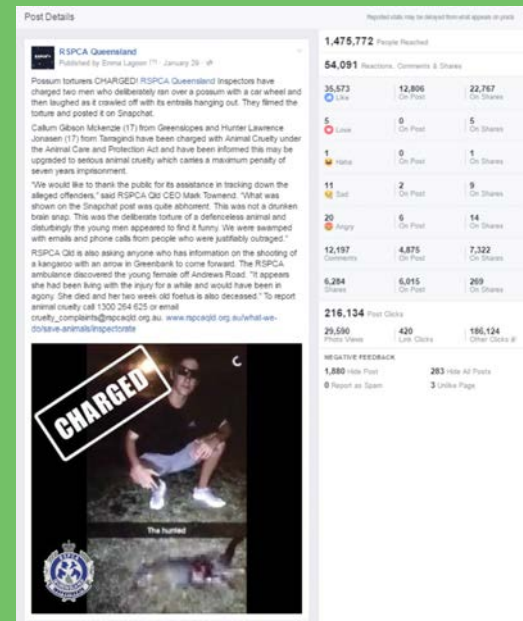 Post Details
Reported stats may be delayed from what appears on posts
RSPCA Queensland
Published by Emma Lagoon [?] · January 29 ·
Possum torturers CHARGED! RSPCA Queensland Inspectors have
charged two men who deliberately ran over a possum with a car wheel and
then laughed as it crawled off with its entrails hanging out. They filmed the
torture and posted it on Snapchat.
Callum Gibson Mckenzie (17) from Greenslopes and Hunter Lawrence
Jonasen (17) from Tarragindi have been charged with Animal Cruelty under
the Animal Care and Protection Act and have been informed this may be
upgraded to serious animal cruelty which carries a maximum penalty of
seven years imprisonment.
"We would like to thank the public for its assistance in tracking down the
alleged offenders," said RSPCA Qld CEO Mark Townend. "What was
shown on the Snapchat post was quite abhorrent. This was not a drunken
brain snap. This was the deliberate torture of a defenceless animal and
disturbingly the young men appeared to find it funny. We were swamped
with emails and phone calls from people who were justifiably outraged."
RSPCA Qld is also asking anyone who has information on the shooting of
a kangaroo with an arrow in Greenbank to come forward. The RSPCA
ambulance discovered the young female off Andrews Road. "It appears
she had been living with the injury for a while and would have been in
agony. She died and her two week old foetus is also deceased." To report
animal cruelty call 1300 264 625 or email
cruelty_complaints@rspcaqld.org.au. www.rspcaqld.org.au/what-we-
do/save-animals/inspectorate
CHARGED
The hunted
RSPCA
QUEENSLAND
1,475,772 People Reached
54,091 Reactions, Comments & Shares
35,573 12,806 22,767
Like On Post On Shares
5 0 5
Love On Post On Shares
1 0 1
Haha On Post On Shares
11 2 9
Sad On Post On Shares
20 6 14
Angry On Post On Shares
12,197 4,875 7,322
Comments On Post On Shares
6,284 6,015 269
Shares On Post On Shares
216,134 Post Clicks
29,590 420 186,124
Photo Views Link Clicks Other Clicks
NEGATIVE FEEDBACK
1,880 Hide Post 283 Hide All Posts
0 Report as Spam 3 Unlike Page